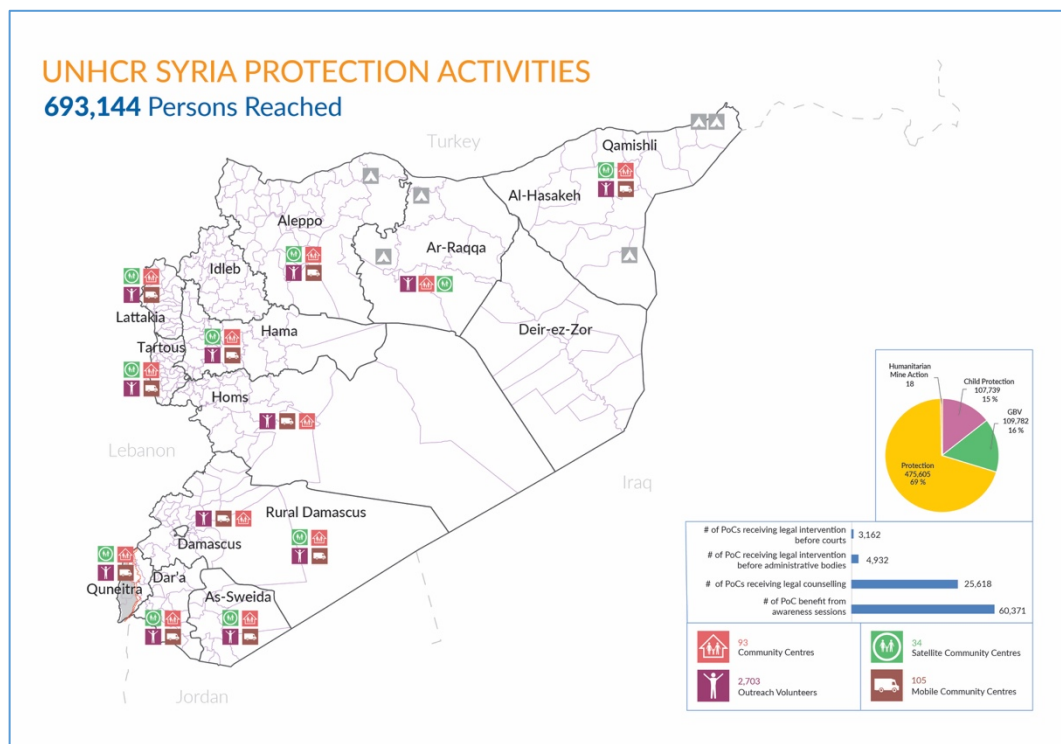 UNHCR SYRIA PROTECTION ACTIVITIES
693,144 Persons Reached
Turkey
Qamishli
Al-Hasakeh
Aleppo
Ar-Raqqa
Idleb
Lattakia
Hama
Deir-ez-Zor
Tartous
Homs
Lebanon
Iraq
Rural Damascus
Damascus
Quneitra
Dar'a
As-Sweida
Jordan
Humanitarian
Mine Action
18
Child Protection
107,739
15 %
GBV
109,782
16 %
Protection
475,605
69 %
# of PoCs receiving legal intervention
before courts
3,162
# of PoC receiving legal intervention
before administrative bodies
4,932
# of PoCs receiving legal counselling
25,618
# of PoC benefit from
awareness sessions
60,371
93
Community Centres
34
Satellite Community Centres
2,703
Outreach Volunteers
105
Mobile Community Centres